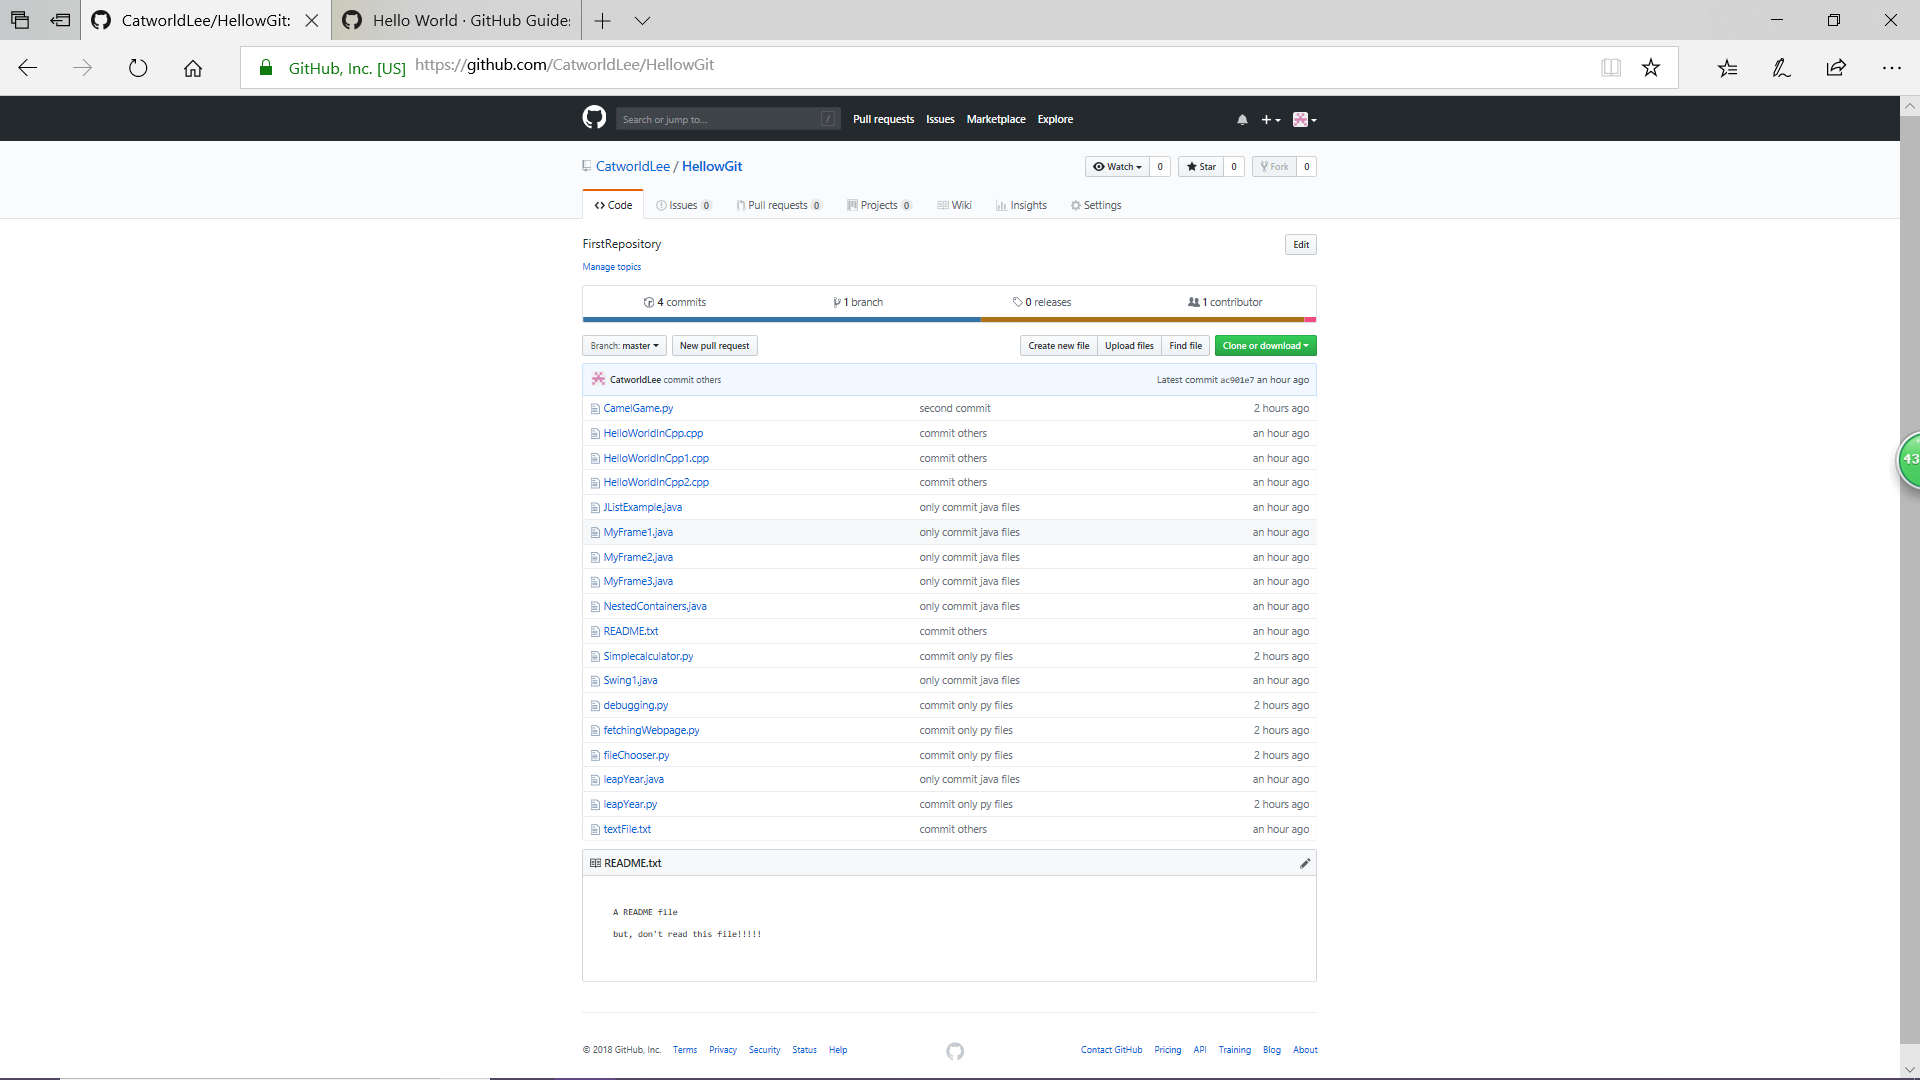 CatworldLee/HellowGit:
Hello World · GitHub Guide
GitHub, Inc. [US] https://github.com/CatworldLee/HellowGit
Search or jump to... /
Pull requests Issues Marketplace Explore
CatworldLee / HellowGit
Watch 0 Star 0 Fork 0
Code Issues 0 Pull requests 0 Projects 0 Wiki Insights Settings
FirstRepository Edit
Manage topics
4 commits 1 branch 0 releases 1 contributor
Branch: master New pull request Create new file Upload files Find file Clone or download
CatworldLee commit others Latest commit ac901e7 an hour ago
CamelGame.py second commit 2 hours ago
HelloWorldInCpp.cpp commit others an hour ago
HelloWorldInCpp1.cpp commit others an hour ago
HelloWorldInCpp2.cpp commit others an hour ago
JListExample.java only commit java files an hour ago
MyFrame1.java only commit java files an hour ago
MyFrame2.java only commit java files an hour ago
MyFrame3.java only commit java files an hour ago
NestedContainers.java only commit java files an hour ago
README.txt commit others an hour ago
Simplecalculator.py commit only py files 2 hours ago
Swing1.java only commit java files an hour ago
debugging.py commit only py files 2 hours ago
fetchingWebpage.py commit only py files 2 hours ago
fileChooser.py commit only py files 2 hours ago
leapYear.java only commit java files an hour ago
leapYear.py commit only py files 2 hours ago
textFile.txt commit others an hour ago
README.txt
A README file
but, don't read this file!!!!!
© 2018 GitHub, Inc. Terms Privacy Security Status Help
Contact GitHub Pricing API Training Blog About
43